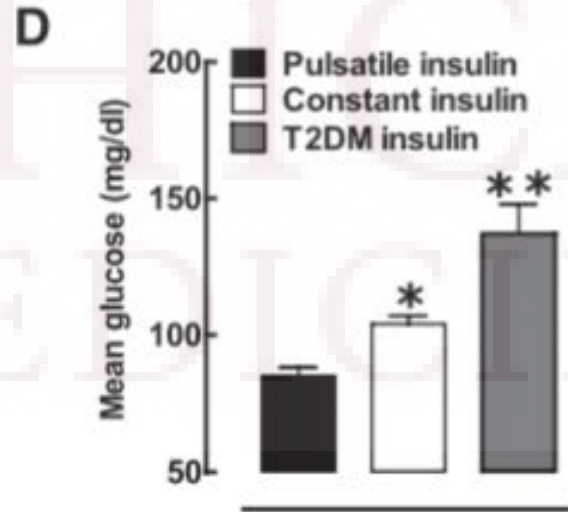 D
200
Pulsatile insulin
Constant insulin
T2DM insulin
Mean glucose (mg/dl)
150
100
50
**
*